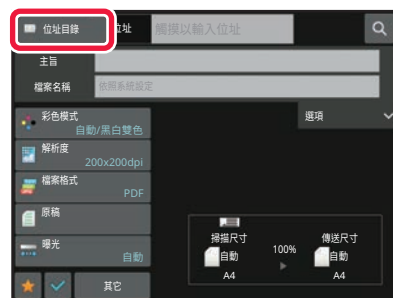 位址目錄
位址
觸摸以輸入位址
主旨
檔案名稱
依照系統設定
彩色模式
自動/黑白雙色
選項
解析度
200x200dpi
檔案格式
PDF
原稿
掃描尺寸
傳送尺寸
100%
自動
自動
A4
A4
曝光
自動
其它